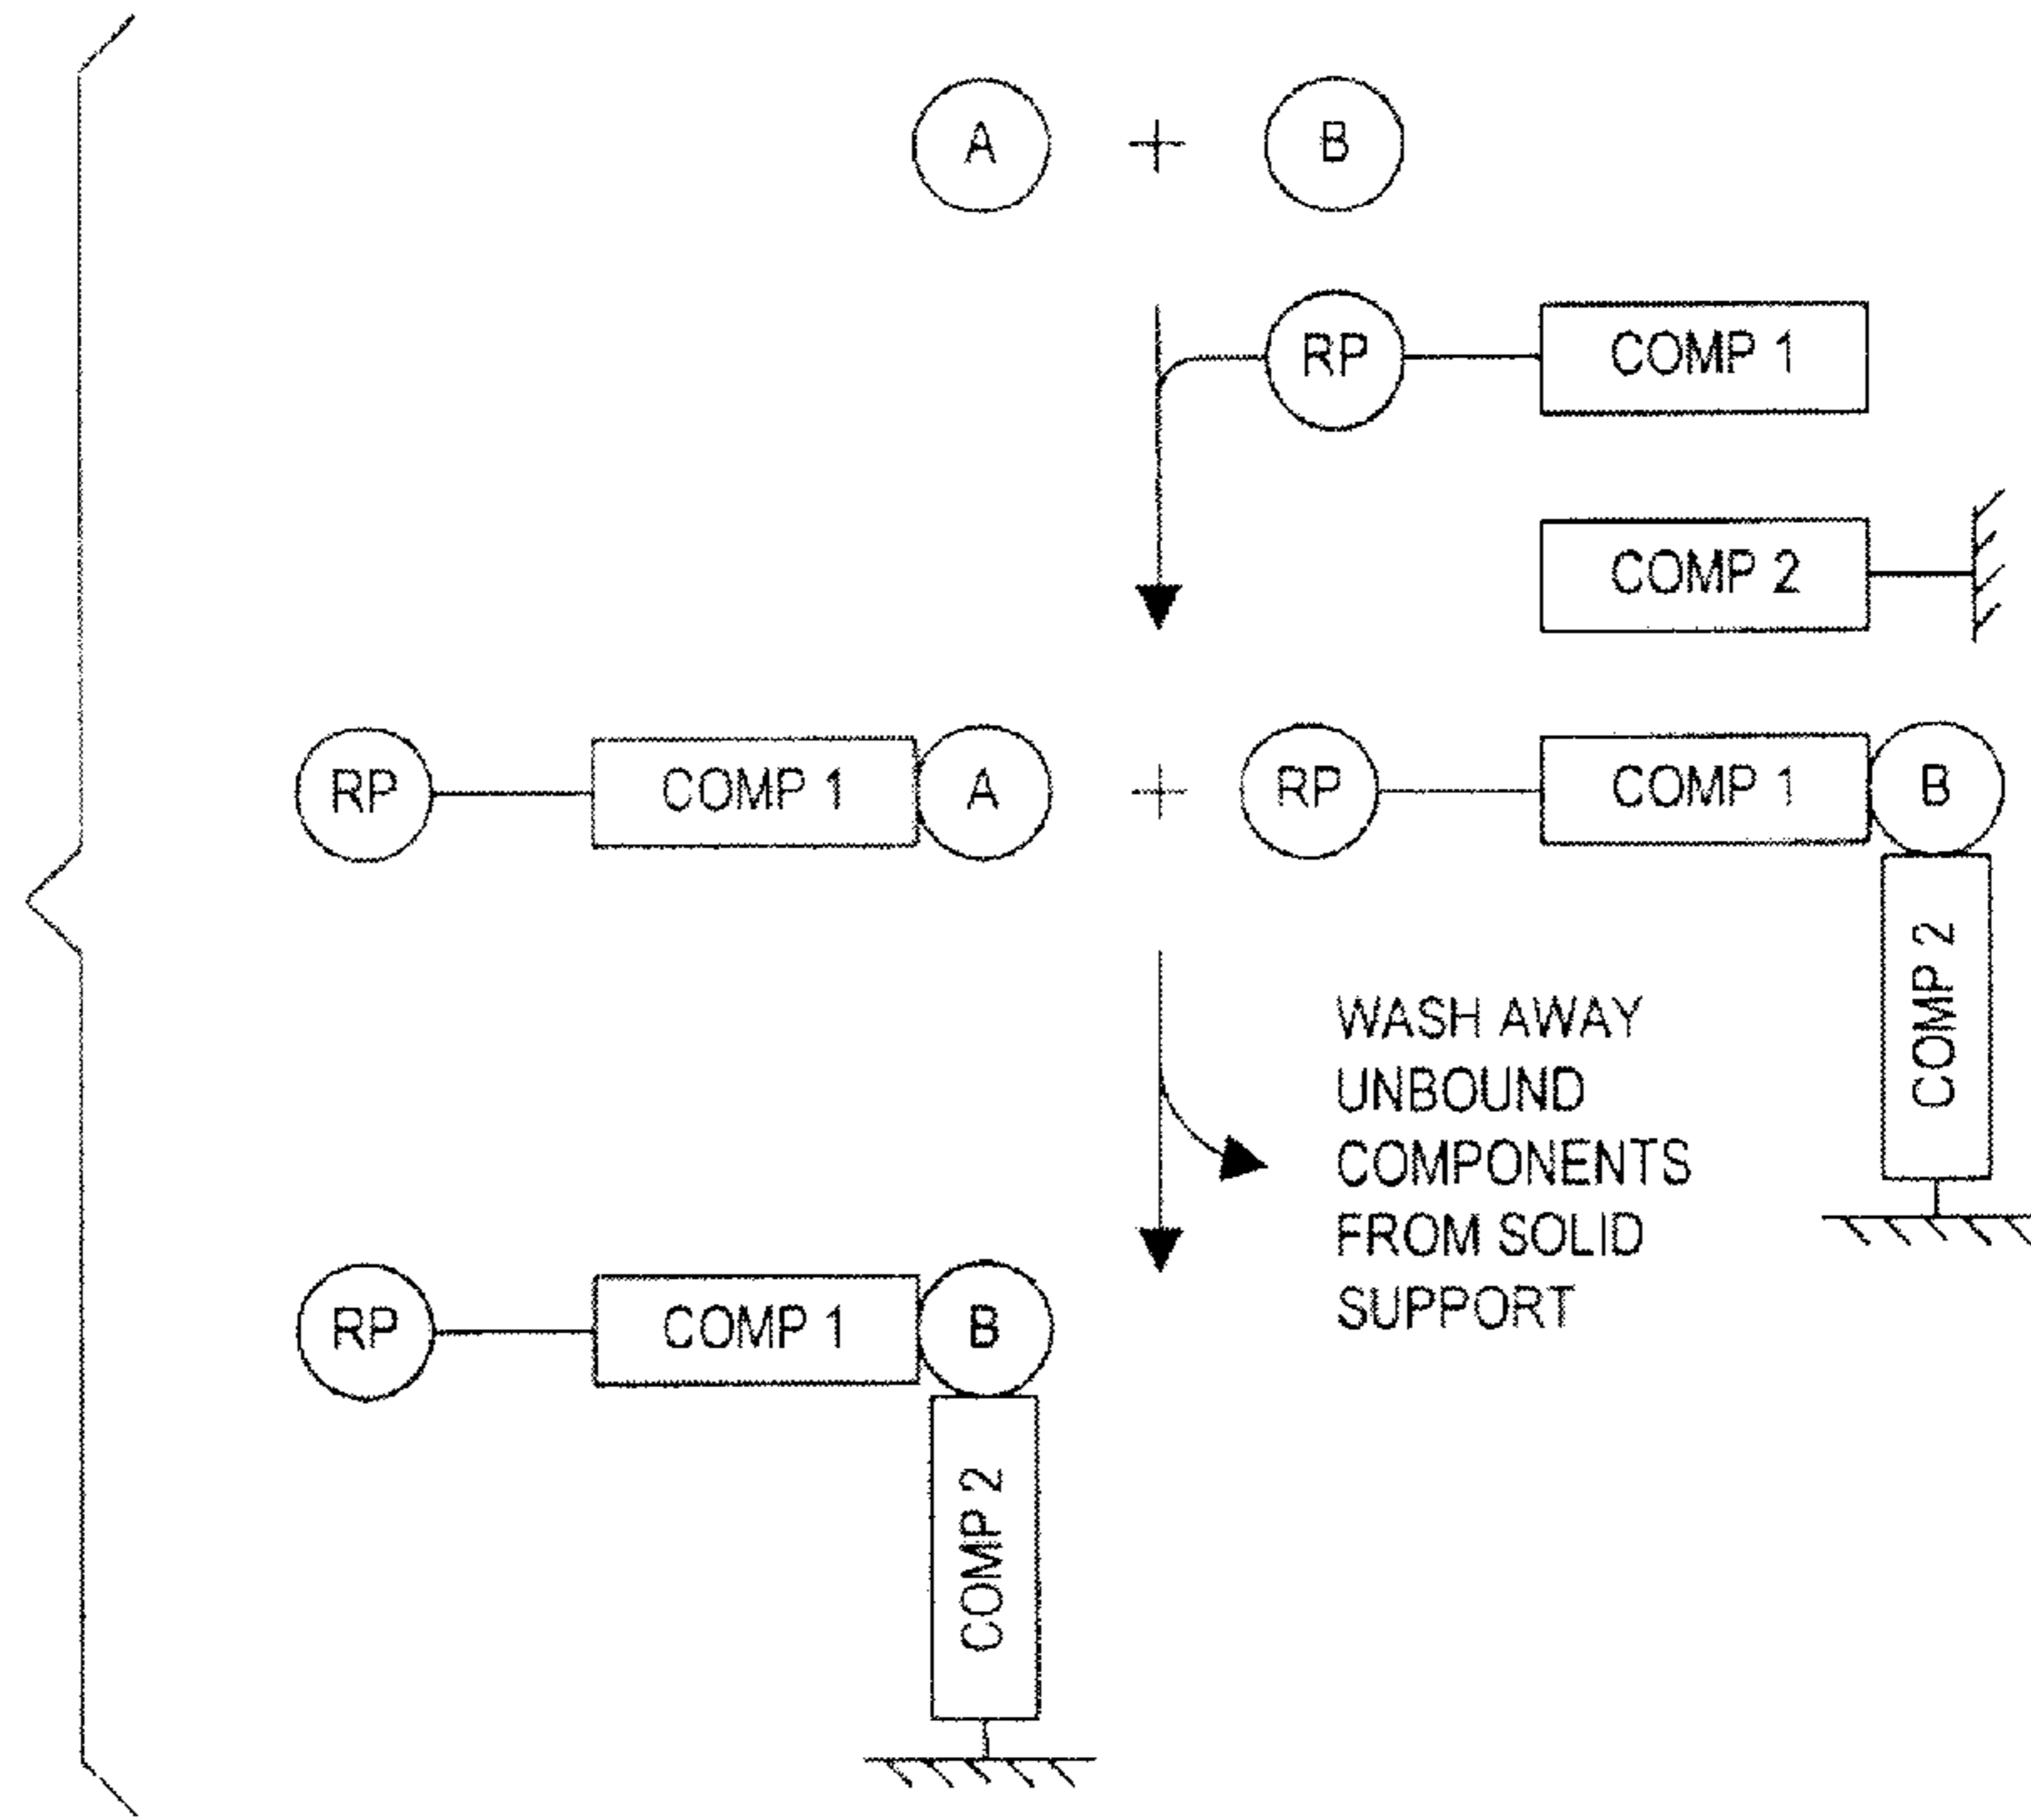 A + B
RP COMP 1
COMP 2
RP COMP 1 A + RP COMP 1 B
COMP 2
WASH AWAY
UNBOUND
COMPONENTS
FROM SOLID
SUPPORT
RP COMP 1 B
COMP 2